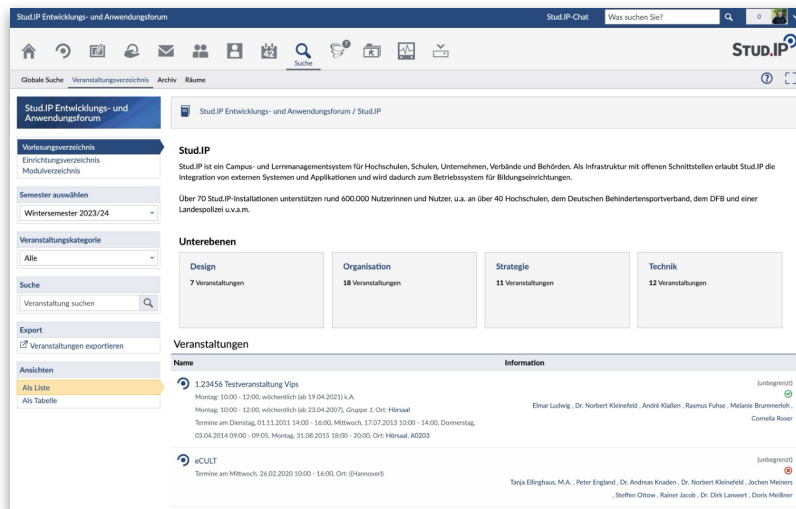 Stud.IP Entwicklungs- und Anwendungsforum
Stud.IP-Chat
Was suchen Sie?
0
42
Suche
?
STUD.IP
Globale Suche Veranstaltungsverzeichnis Archiv Räume
?
Stud.IP Entwicklungs- und
Anwendungsforum
Stud.IP Entwicklungs- und Anwendungsforum / Stud.IP
Vorlesungsverzeichnis
Einrichtungsverzeichnis
Modulverzeichnis
Semester auswählen
Wintersemester 2023/24
Veranstaltungskategorie
Alle
Suche
Veranstaltung suchen
Export
Veranstaltungen exportieren
Ansichten
Als Liste
Als Tabelle
Stud.IP
Stud.IP ist ein Campus- und Lernmanagementsystem für Hochschulen, Schulen, Unternehmen, Verbände und Behörden. Als Infrastruktur mit offenen Schnittstellen erlaubt Stud.IP die
Integration von externen Systemen und Applikationen und wird dadurch zum Betriebssystem für Bildungseinrichtungen.
Über 70 Stud.IP-Installationen unterstützen rund 600.000 Nutzerinnen und Nutzer, u.a. an über 40 Hochschulen, dem Deutschen Behindertensportverband, dem DFB und einer
Landespolizei u.v.a.m.
Unterebenen
Design
7 Veranstaltungen
Organisation
18 Veranstaltungen
Strategie
11 Veranstaltungen
Technik
12 Veranstaltungen
Veranstaltungen
Name Information
1.23456 Testveranstaltung Vips
(unbegrenzt)
Montag: 10:00 - 12:00, wöchentlich (ab 19.04.2021) k.A.
Montag: 10:00 - 12:00, wöchentlich (ab 23.04.2007), Gruppe 1, Ort: Hörsaal
Termine am Dienstag, 01.11.2011 14:00 - 16:00, Mittwoch, 17.07.2013 10:00 - 14:00, Donnerstag,
03.04.2014 09:00 - 09:05, Montag, 31.08.2015 18:00 - 20:00, Ort: Hörsaal, A0203
Elmar Ludwig , Dr. Norbert Kleinefeld , André Klaßen , Rasmus Fuhse , Melanie Brummerloh ,
Cornelia Roser
eCULT
(unbegrenzt)
Termine am Mittwoch, 26.02.2020 10:00 - 16:00, Ort: ((Hannover))
Tanja Ellinghaus, M.A. , Peter England , Dr. Andreas Knaden , Dr. Norbert Kleinefeld , Jochen Meiners
, Steffen Ottow , Rainer Jacob , Dr. Dirk Lanwert , Doris Meißner